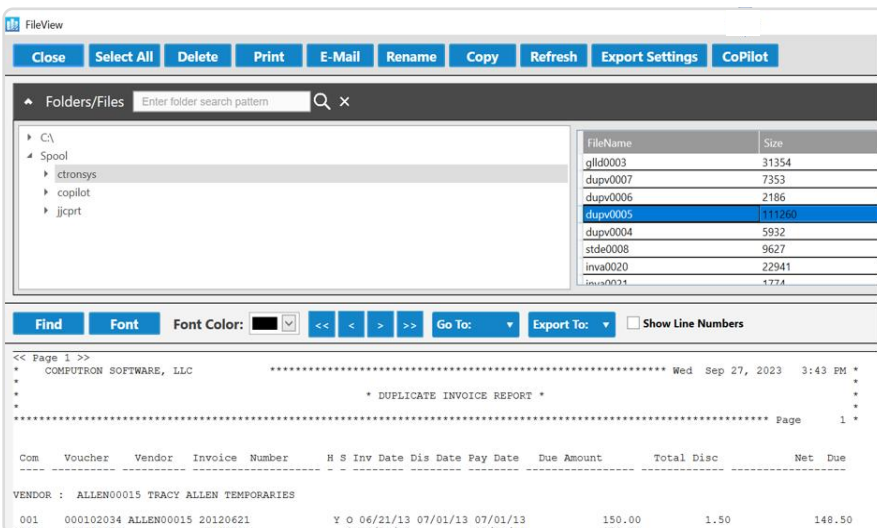 FileView
Close Select All Delete Print E-Mail Rename Copy Refresh Export Settings CoPilot
Folders/Files Enter folder search pattern
C:\
Spool
ctronsys
copilot
jjcprt
FileName Size
glld0003 31354
dupv0007 7353
dupv0006 2186
dupv0005 111260
dupv0004 5932
stde0008 9627
inva0020 22941
inva0021 1774
Find Font Font Color: << < > >> Go To: Export To: Show Line Numbers
<< Page 1 >>
* COMPUTRON SOFTWARE, LLC ************************************************************** Wed Sep 27, 2023 3:43 PM *
* *
* * DUPLICATE INVOICE REPORT * *
* *
************************************************************************************************************************ Page 1 *
Com Voucher Vendor Invoice Number H S Inv Date Dis Date Pay Date Due Amount Total Disc Net Due
---- ---------- ---------- -------------------- - - -------- -------- -------- ----------------- ------------------- -------------------
VENDOR : ALLEN00015 TRACY ALLEN TEMPORARIES
001 000102034 ALLEN00015 20120621 Y O 06/21/13 07/01/13 07/01/13 150.00 1.50 148.50